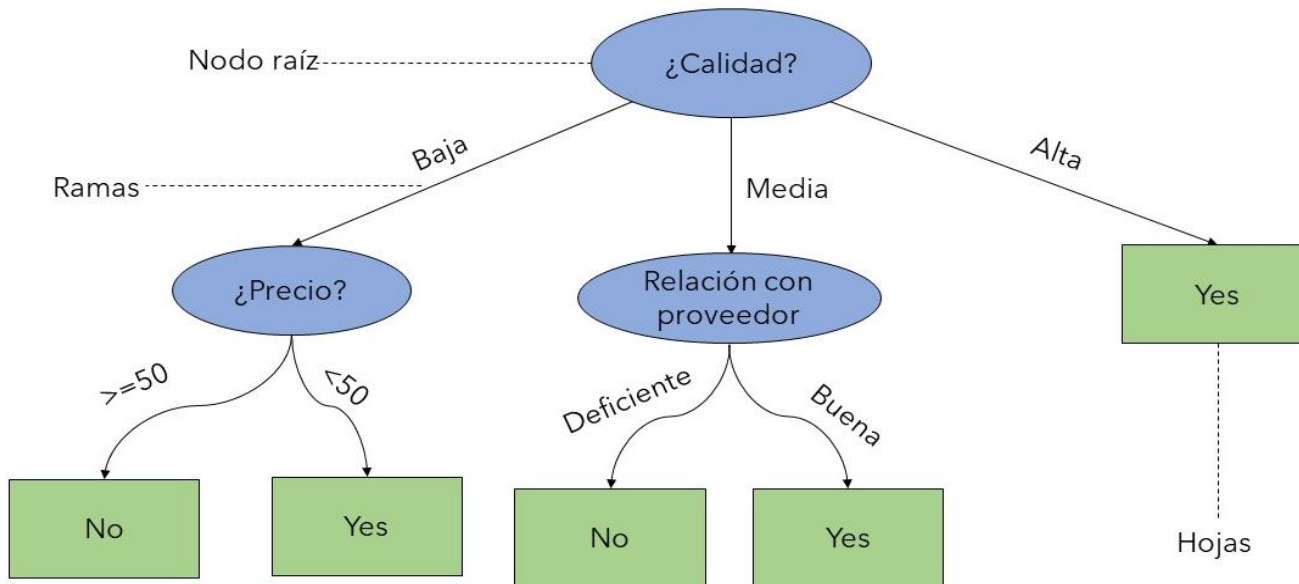 Nodo raíz
¿Calidad?
Baja
Media
Alta
Ramas
¿Precio?
Relación con
proveedor
Yes
>=50
<50
Deficiente
Buena
No
Yes
No
Yes
Hojas